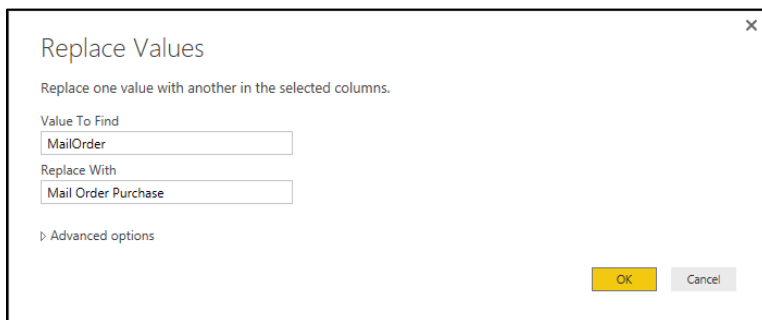 Replace Values
Replace one value with another in the selected columns.
Value To Find
MailOrder
Replace With
Mail Order Purchase
Advanced options
OK Cancel